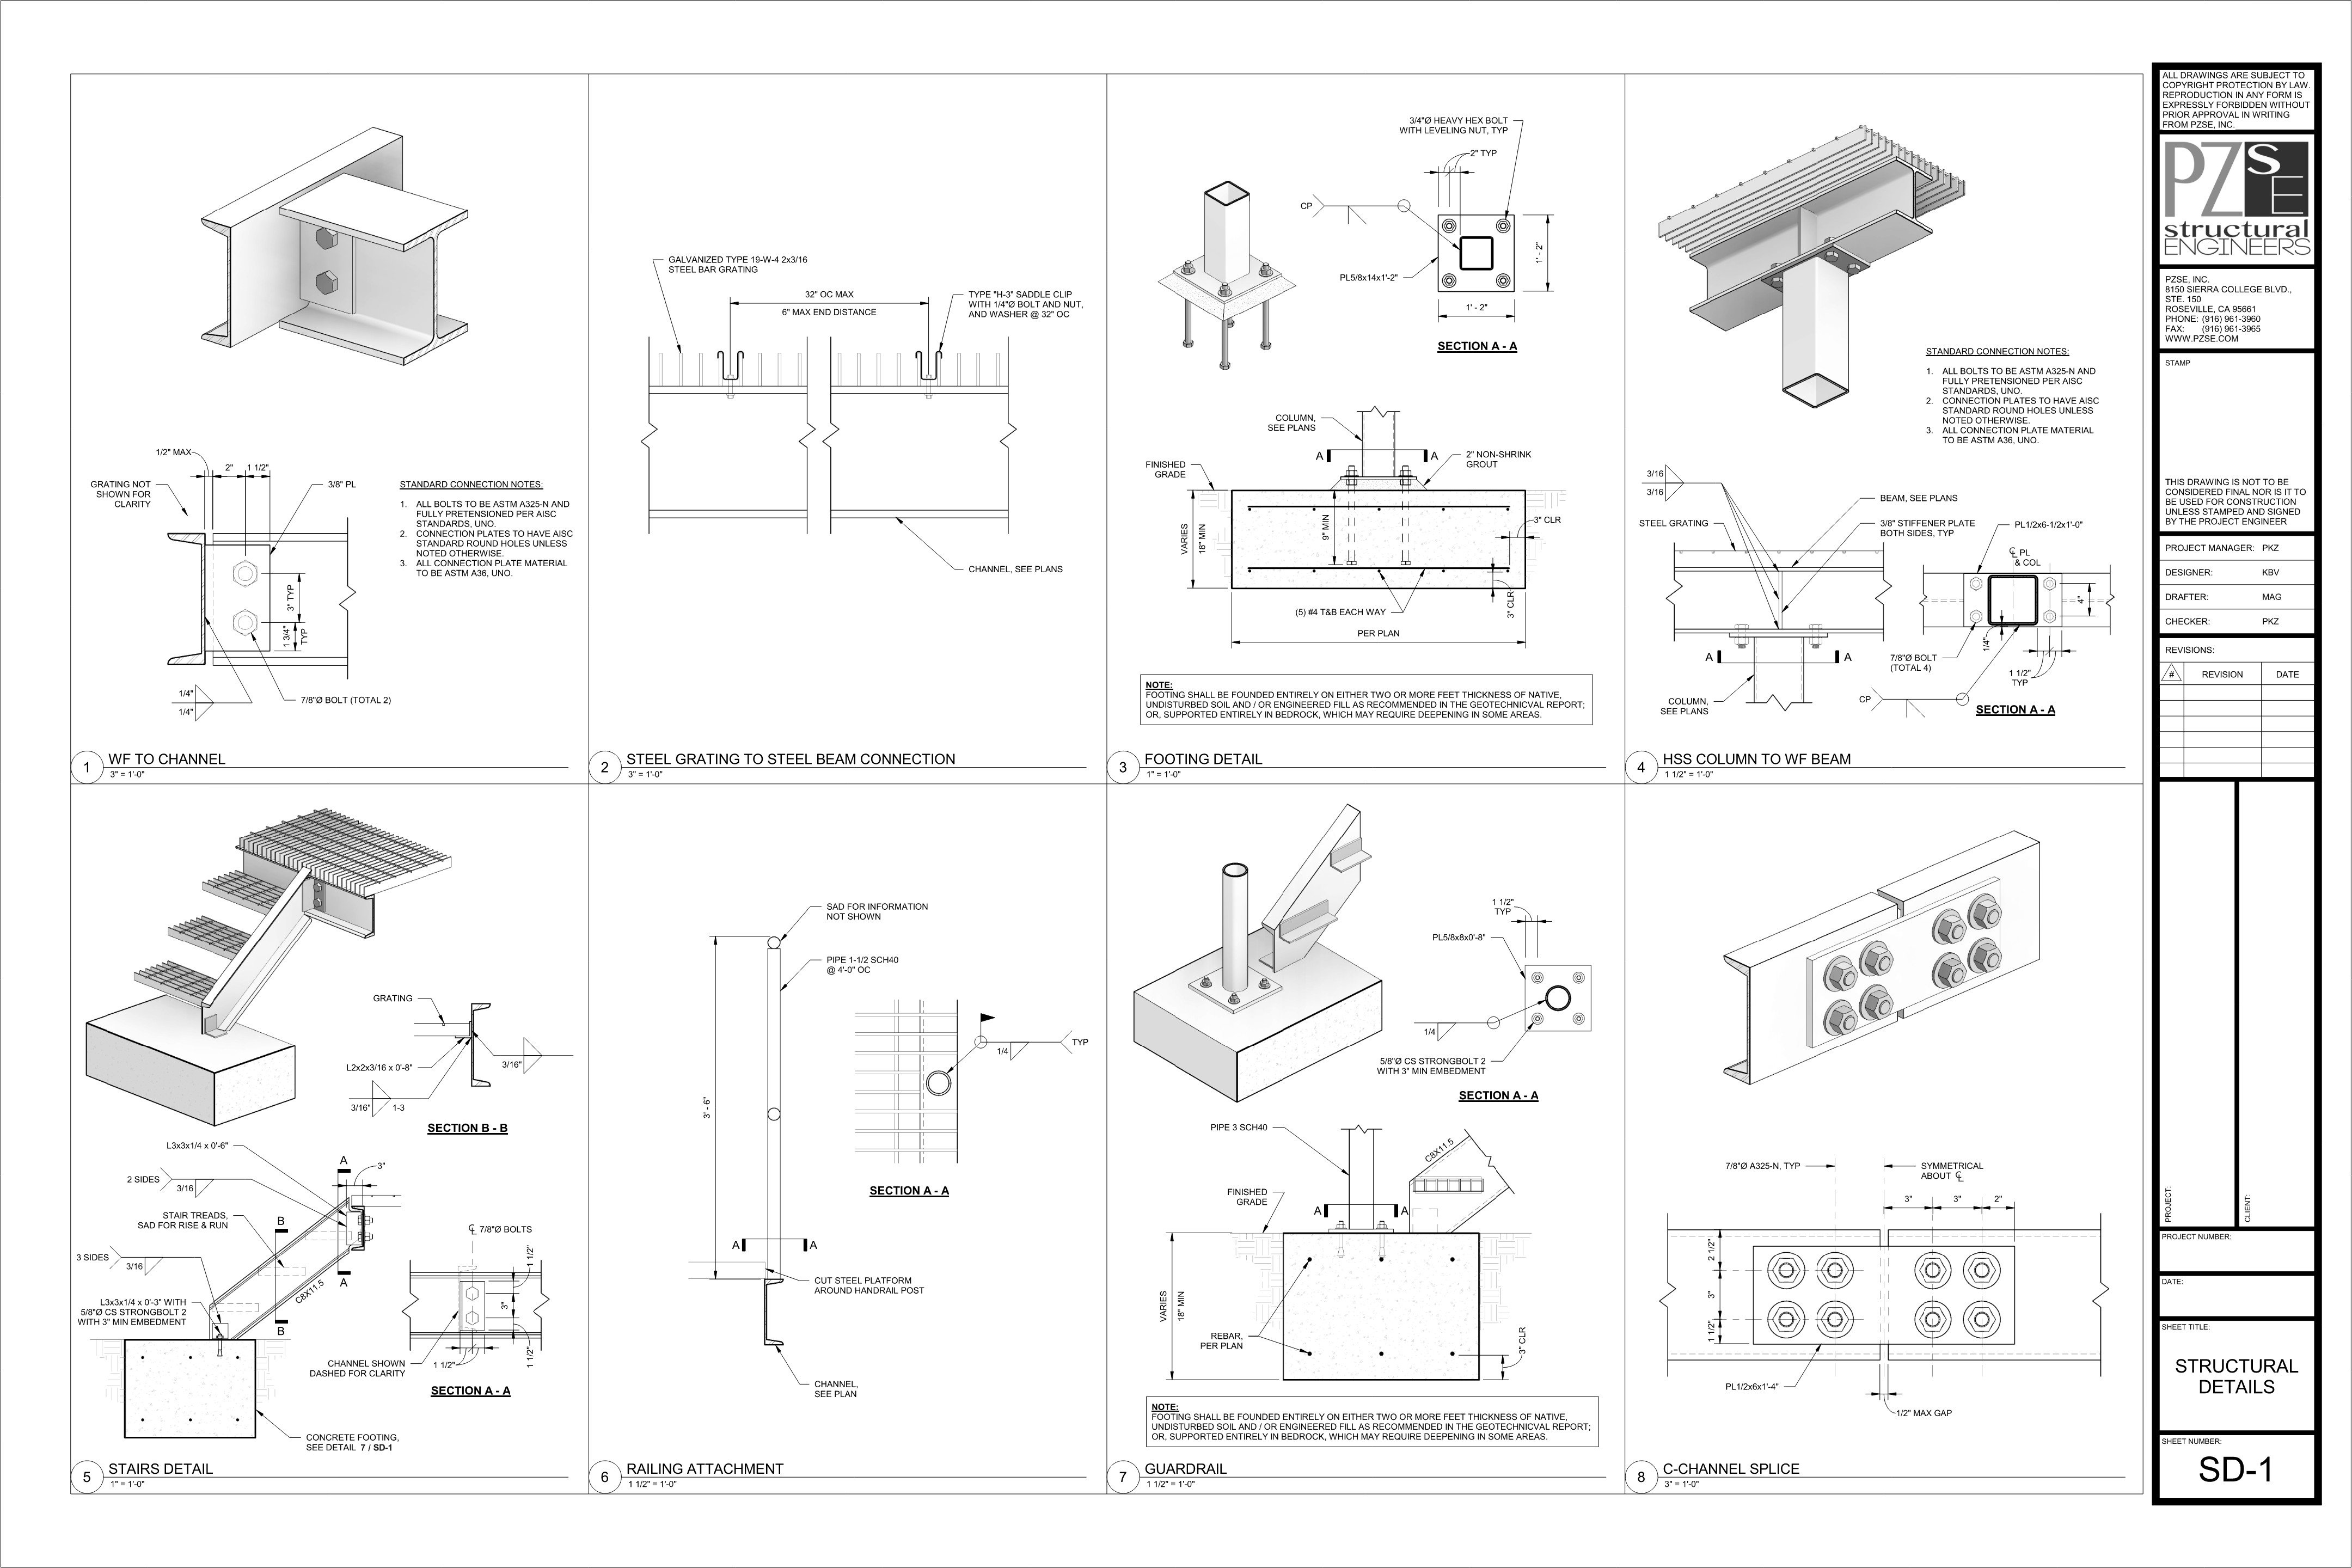 1/2" MAX
2"
1 1/2"
GRATING NOT
SHOWN FOR
CLARITY
3/8" PL
3" TYP
1 3/4"
TYP
1/4"
1/4"
7/8"Ø BOLT (TOTAL 2)
STANDARD CONNECTION NOTES:
1. ALL BOLTS TO BE ASTM A325-N AND
FULLY PRETENSIONED PER AISC
STANDARDS, UNO.
2. CONNECTION PLATES TO HAVE AISC
STANDARD ROUND HOLES UNLESS
NOTED OTHERWISE.
3. ALL CONNECTION PLATE MATERIAL
TO BE ASTM A36, UNO.
1
WF TO CHANNEL
3" = 1'-0"
GALVANIZED TYPE 19-W-4 2x3/16
STEEL BAR GRATING
32" OC MAX
6" MAX END DISTANCE
TYPE "H-3" SADDLE CLIP
WITH 1/4"Ø BOLT AND NUT,
AND WASHER @ 32" OC
CHANNEL, SEE PLANS
2
STEEL GRATING TO STEEL BEAM CONNECTION
3" = 1'-0"
3/4"Ø HEAVY HEX BOLT
WITH LEVELING NUT, TYP
2" TYP
CP
PL5/8x14x1'-2"
1' - 2"
1' - 2"
SECTION A - A
COLUMN,
SEE PLANS
A
A
2" NON-SHRINK
GROUT
FINISHED
GRADE
VARIES
18" MIN
9" MIN
3" CLR
3" CLR
(5) #4 T&B EACH WAY
PER PLAN
NOTE:
FOOTING SHALL BE FOUNDED ENTIRELY ON EITHER TWO OR MORE FEET THICKNESS OF NATIVE,
UNDISTURBED SOIL AND / OR ENGINEERED FILL AS RECOMMENDED IN THE GEOTECHNICVAL REPORT;
OR, SUPPORTED ENTIRELY IN BEDROCK, WHICH MAY REQUIRE DEEPENING IN SOME AREAS.
3
FOOTING DETAIL
1" = 1'-0"
STANDARD CONNECTION NOTES:
1. ALL BOLTS TO BE ASTM A325-N AND
FULLY PRETENSIONED PER AISC
STANDARDS, UNO.
2. CONNECTION PLATES TO HAVE AISC
STANDARD ROUND HOLES UNLESS
NOTED OTHERWISE.
3. ALL CONNECTION PLATE MATERIAL
TO BE ASTM A36, UNO.
3/16
3/16
STEEL GRATING
BEAM, SEE PLANS
3/8" STIFFENER PLATE
BOTH SIDES, TYP
PL1/2x6-1/2x1'-0"
℄ PL
& COL
4"
1/4"
1 1/2"
TYP
7/8"Ø BOLT
(TOTAL 4)
CP
A
A
COLUMN,
SEE PLANS
SECTION A - A
4
HSS COLUMN TO WF BEAM
1 1/2" = 1'-0"
GRATING
L2x2x3/16 x 0'-8"
3/16"
3/16"
1-3
SECTION B - B
L3x3x1/4 x 0'-6"
2 SIDES
3/16
STAIR TREADS,
SAD FOR RISE & RUN
3 SIDES
3/16
L3x3x1/4 x 0'-3" WITH
5/8"Ø CS STRONGBOLT 2
WITH 3" MIN EMBEDMENT
A
3"
B
A
B
C8X11.5
℄ 7/8"Ø BOLTS
1 1/2"
3"
1 1/2"
1 1/2"
CHANNEL SHOWN
DASHED FOR CLARITY
SECTION A - A
CONCRETE FOOTING,
SEE DETAIL 7 / SD-1
5
STAIRS DETAIL
1" = 1'-0"
SAD FOR INFORMATION
NOT SHOWN
PIPE 1-1/2 SCH40
@ 4'-0" OC
3' - 6"
1/4
TYP
SECTION A - A
A
A
CUT STEEL PLATFORM
AROUND HANDRAIL POST
CHANNEL,
SEE PLAN
6
RAILING ATTACHMENT
1 1/2" = 1'-0"
1 1/2"
TYP
PL5/8x8x0'-8"
1/4
5/8"Ø CS STRONGBOLT 2
WITH 3" MIN EMBEDMENT
SECTION A - A
PIPE 3 SCH40
C8X11.5
FINISHED
GRADE
A
A
VARIES
18" MIN
REBAR,
PER PLAN
3" CLR
NOTE:
FOOTING SHALL BE FOUNDED ENTIRELY ON EITHER TWO OR MORE FEET THICKNESS OF NATIVE,
UNDISTURBED SOIL AND / OR ENGINEERED FILL AS RECOMMENDED IN THE GEOTECHNICVAL REPORT;
OR, SUPPORTED ENTIRELY IN BEDROCK, WHICH MAY REQUIRE DEEPENING IN SOME AREAS.
7
GUARDRAIL
1 1/2" = 1'-0"
7/8"Ø A325-N, TYP
SYMMETRICAL
ABOUT ℄
3"
3"
2"
2 1/2"
3"
1 1/2"
PL1/2x6x1'-4"
1/2" MAX GAP
8
C-CHANNEL SPLICE
3" = 1'-0"
ALL DRAWINGS ARE SUBJECT TO
COPYRIGHT PROTECTION BY LAW.
REPRODUCTION IN ANY FORM IS
EXPRESSLY FORBIDDEN WITHOUT
PRIOR APPROVAL IN WRITING
FROM PZSE, INC.
PZSE
structural
ENGINEERS
PZSE, INC.
8150 SIERRA COLLEGE BLVD.,
STE. 150
ROSEVILLE, CA 95661
PHONE: (916) 961-3960
FAX: (916) 961-3965
WWW.PZSE.COM
STAMP
THIS DRAWING IS NOT TO BE
CONSIDERED FINAL NOR IS IT TO
BE USED FOR CONSTRUCTION
UNLESS STAMPED AND SIGNED
BY THE PROJECT ENGINEER
PROJECT MANAGER: PKZ
DESIGNER: KBV
DRAFTER: MAG
CHECKER: PKZ
REVISIONS:
# REVISION DATE
PROJECT:
CLIENT:
PROJECT NUMBER:
DATE:
SHEET TITLE:
STRUCTURAL
DETAILS
SHEET NUMBER:
SD-1